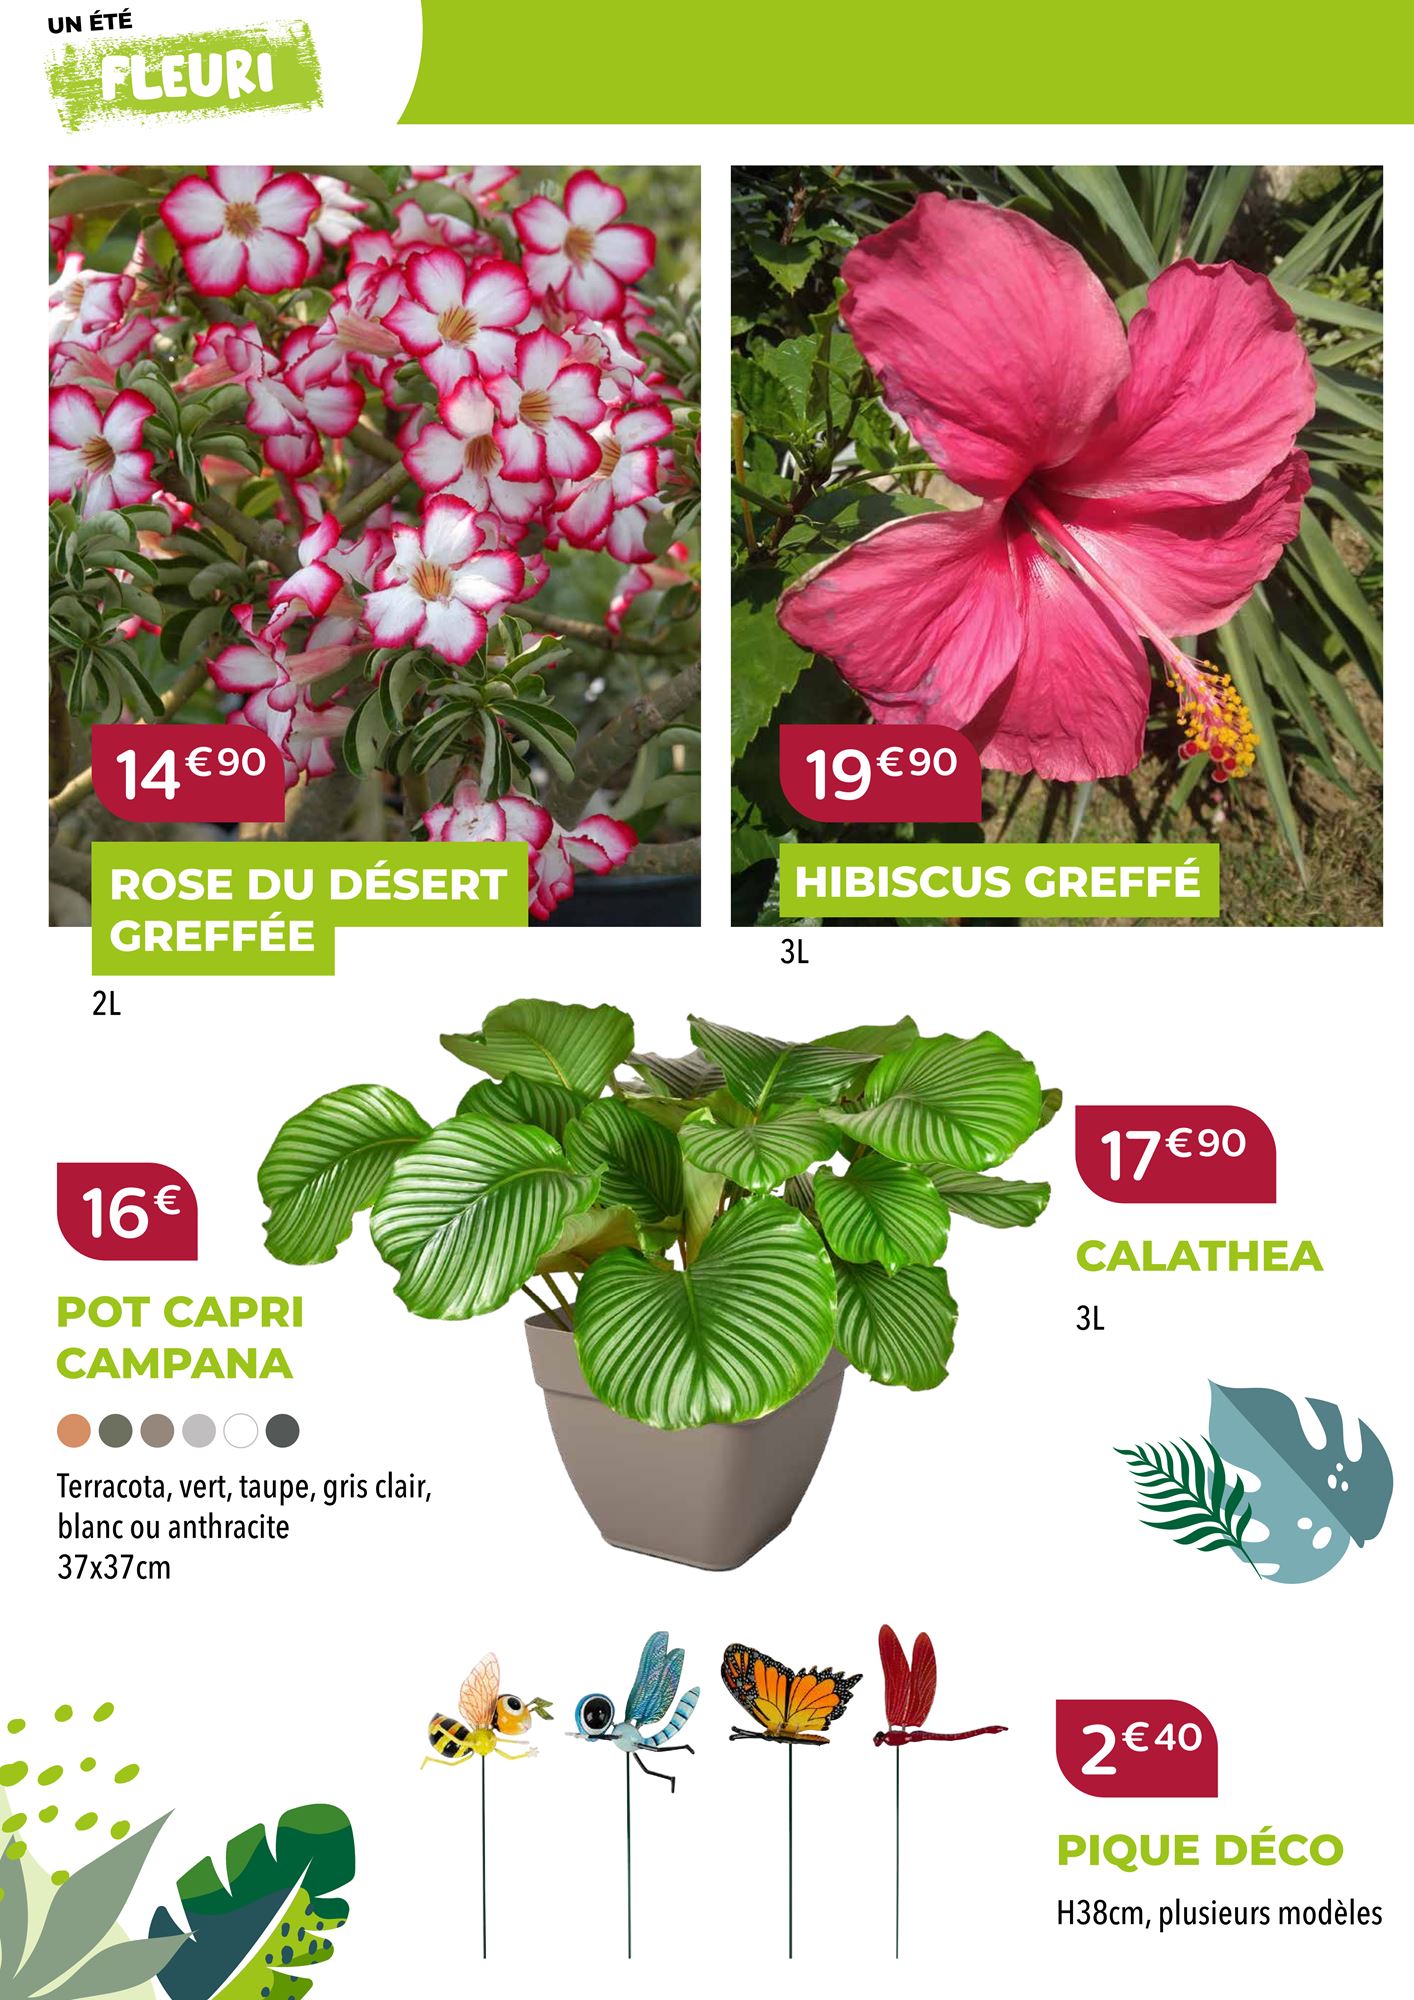 UN ÉTÉ
FLEURI
14€90
ROSE DU DÉSERT
GREFFÉE
2L
19€90
HIBISCUS GREFFÉ
3L
16€
POT CAPRI
CAMPANA
Terracota, vert, taupe, gris clair,
blanc ou anthracite
37x37cm
17€90
CALATHEA
3L
2€40
PIQUE DÉCO
H38cm, plusieurs modèles